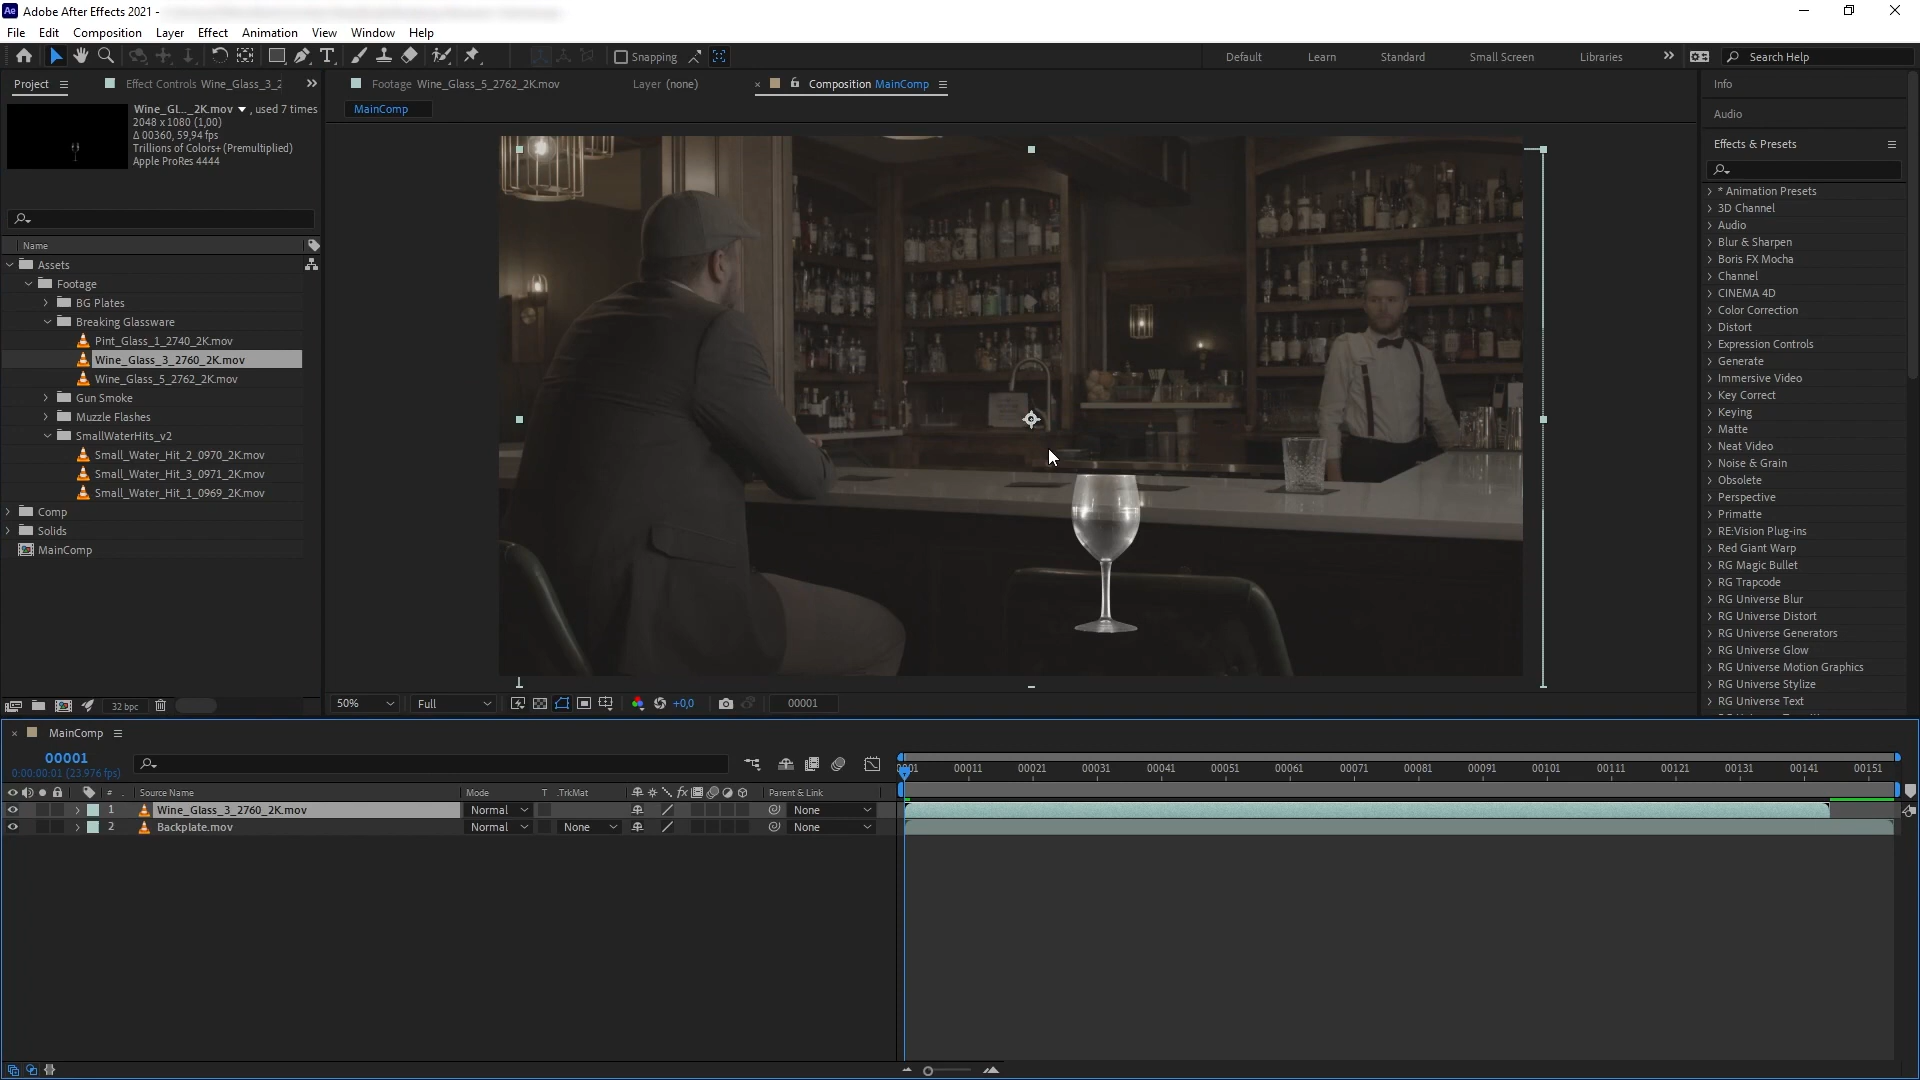 Ae Adobe After Effects 2021 -
File Edit Composition Layer Effect Animation View Window Help
Snapping Default Learn Standard Small Screen Libraries Search Help
Project Effect Controls Wine_Glass_3_2 Footage Wine_Glass_5_2762_2K.mov Layer (none) Composition MainComp
MainComp
Wine_GL..._2K.mov , used 7 times
2048 x 1080 (1,00)
Δ 00360, 59,94 fps
Trillions of Colors+ (Premultiplied)
Apple ProRes 4444
Name
Assets
Footage
BG Plates
Breaking Glassware
Pint_Glass_1_2740_2K.mov
Wine_Glass_3_2760_2K.mov
Wine_Glass_5_2762_2K.mov
Gun Smoke
Muzzle Flashes
SmallWaterHits_v2
Small_Water_Hit_2_0970_2K.mov
Small_Water_Hit_3_0971_2K.mov
Small_Water_Hit_1_0969_2K.mov
Comp
Solids
MainComp
32 bpc
50% Full +0,0 00001
Info
Audio
Effects & Presets
* Animation Presets
3D Channel
Audio
Blur & Sharpen
Boris FX Mocha
Channel
CINEMA 4D
Color Correction
Distort
Expression Controls
Generate
Immersive Video
Key Correct
Keying
Matte
Neat Video
Noise & Grain
Obsolete
Perspective
Primatte
RE:Vision Plug-ins
Red Giant Warp
RG Magic Bullet
RG Trapcode
RG Universe Blur
RG Universe Distort
RG Universe Generators
RG Universe Glow
RG Universe Motion Graphics
RG Universe Stylize
RG Universe Text
MainComp
00001
0:00:00:01 (23.976 fps)
00011 00021 00031 00041 00051 00061 00071 00081 00091 00101 00111 00121 00131 00141 00151
# Source Name Mode T .TrkMat Parent & Link
1 Wine_Glass_3_2760_2K.mov Normal None
2 Backplate.mov Normal None None